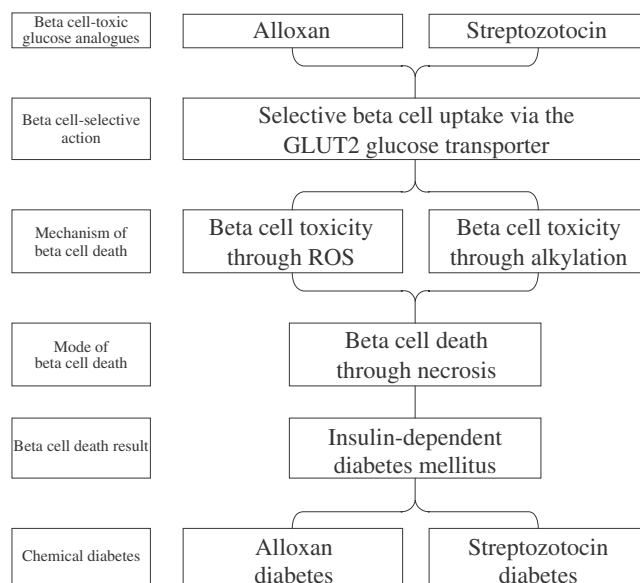 Beta cell-toxic
glucose analogues
Alloxan
Streptozotocin
Beta cell-selective
action
Selective beta cell uptake via the
GLUT2 glucose transporter
Mechanism of
beta cell death
Beta cell toxicity
through ROS
Beta cell toxicity
through alkylation
Mode of
beta cell death
Beta cell death
through necrosis
Beta cell death result
Insulin-dependent
diabetes mellitus
Chemical diabetes
Alloxan
diabetes
Streptozotocin
diabetes